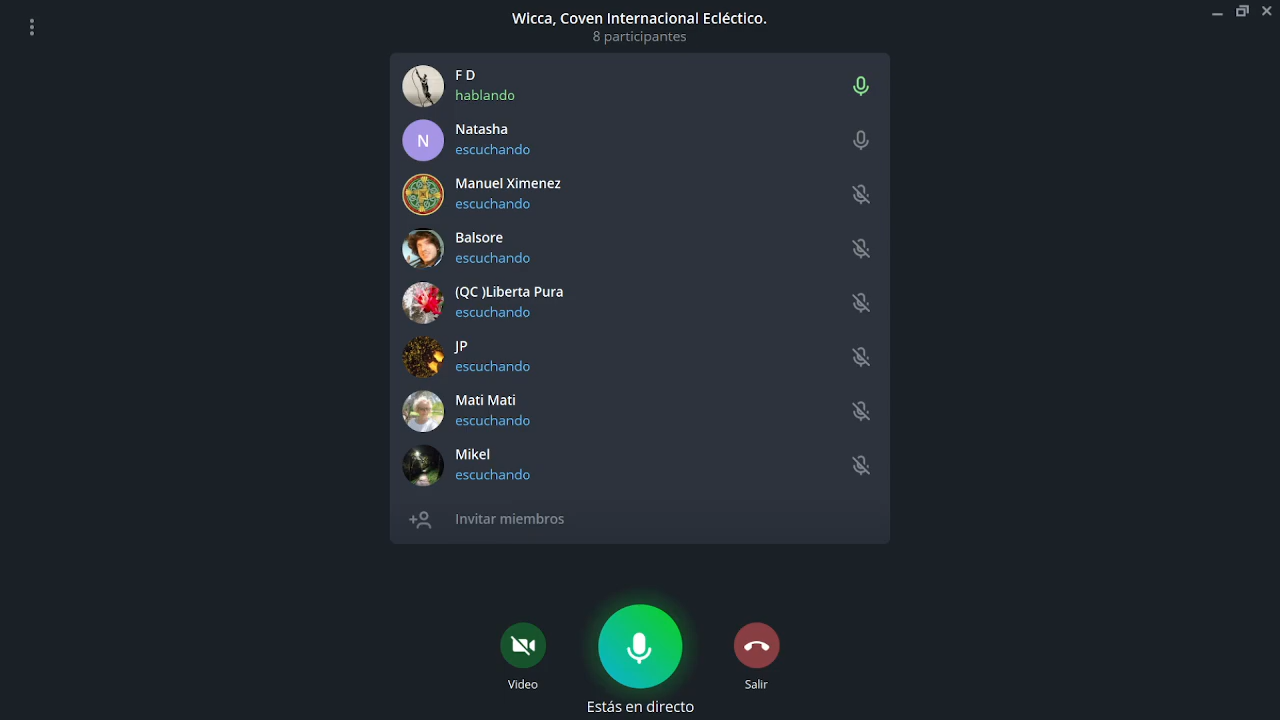 Wicca, Coven Internacional Ecléctico.
8 participantes
F D
hablando
N
Natasha
escuchando
Manuel Ximenez
escuchando
Balsore
escuchando
(QC )Liberta Pura
escuchando
JP
escuchando
Mati Mati
escuchando
Mikel
escuchando
Invitar miembros
Video
Salir
Estás en directo